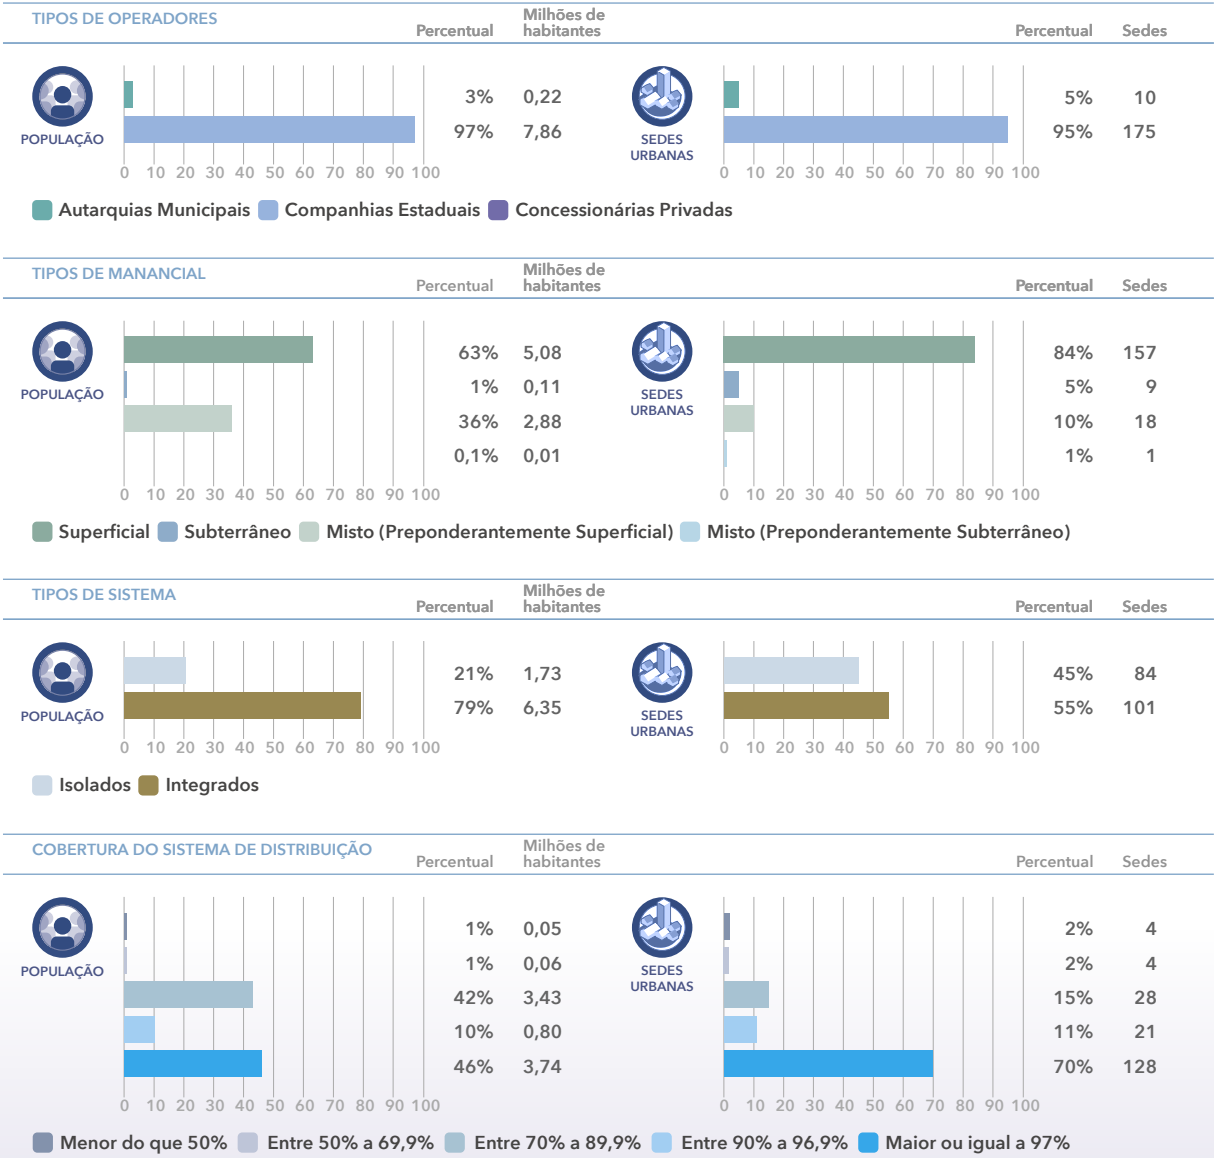 TIPOS DE OPERADORES Percentual Milhões de habitantes Percentual Sedes
POPULAÇÃO
3% 0,22
97% 7,86
0 10 20 30 40 50 60 70 80 90 100
SEDES
URBANAS
5% 10
95% 175
0 10 20 30 40 50 60 70 80 90 100
Autarquias Municipais Companhias Estaduais Concessionárias Privadas
TIPOS DE MANANCIAL Percentual Milhões de habitantes Percentual Sedes
POPULAÇÃO
63% 5,08
1% 0,11
36% 2,88
0,1% 0,01
0 10 20 30 40 50 60 70 80 90 100
SEDES
URBANAS
84% 157
5% 9
10% 18
1% 1
0 10 20 30 40 50 60 70 80 90 100
Superficial Subterrâneo Misto (Preponderantemente Superficial) Misto (Preponderantemente Subterrâneo)
TIPOS DE SISTEMA Percentual Milhões de habitantes Percentual Sedes
POPULAÇÃO
21% 1,73
79% 6,35
0 10 20 30 40 50 60 70 80 90 100
SEDES
URBANAS
45% 84
55% 101
0 10 20 30 40 50 60 70 80 90 100
Isolados Integrados
COBERTURA DO SISTEMA DE DISTRIBUIÇÃO Percentual Milhões de habitantes Percentual Sedes
POPULAÇÃO
1% 0,05
1% 0,06
42% 3,43
10% 0,80
46% 3,74
0 10 20 30 40 50 60 70 80 90 100
SEDES
URBANAS
2% 4
2% 4
15% 28
11% 21
70% 128
0 10 20 30 40 50 60 70 80 90 100
Menor do que 50% Entre 50% a 69,9% Entre 70% a 89,9% Entre 90% a 96,9% Maior ou igual a 97%